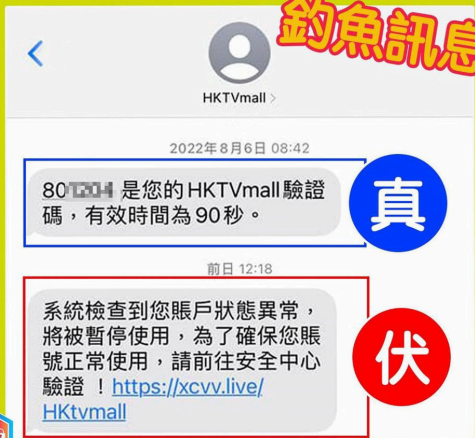 釣魚訊息
HKTVmall
2022年8月6日 08:42
是您的HKTVmall驗證
碼，有效時間為90秒。
真
前日 12:18
系統檢查到您賬戶狀態異常，
將被暫停使用，為了確保您賬
號正常使用，請前往安全中心
驗證 ！https://xcvv.live/
HKtvmall
伏